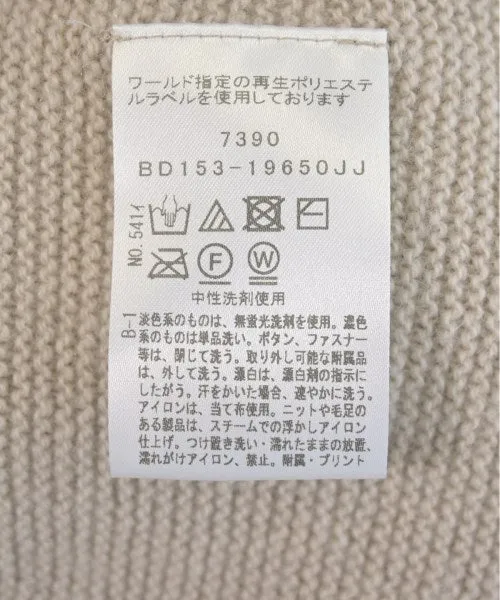 ワールド指定の再生ポリエステ
ルラベルを使用しております
7390
BD153-19650JJ
NO.541イ
F
W
中性洗剤使用
B-1
淡色系のものは、無蛍光洗剤を使用。濃色
系のものは単品洗い。ボタン、ファスナー
等は、閉じて洗う。取り外し可能な附属品
は、外して洗う。漂白は、漂白剤の指示に
したがう。汗をかいた場合、速やかに洗う。
アイロンは、当て布使用。ニットや毛足の
ある製品は、スチームでの浮かしアイロン
仕上げ。つけ置き洗い・濡れたままの放置、
濡れがけアイロン、禁止。附属・プリント